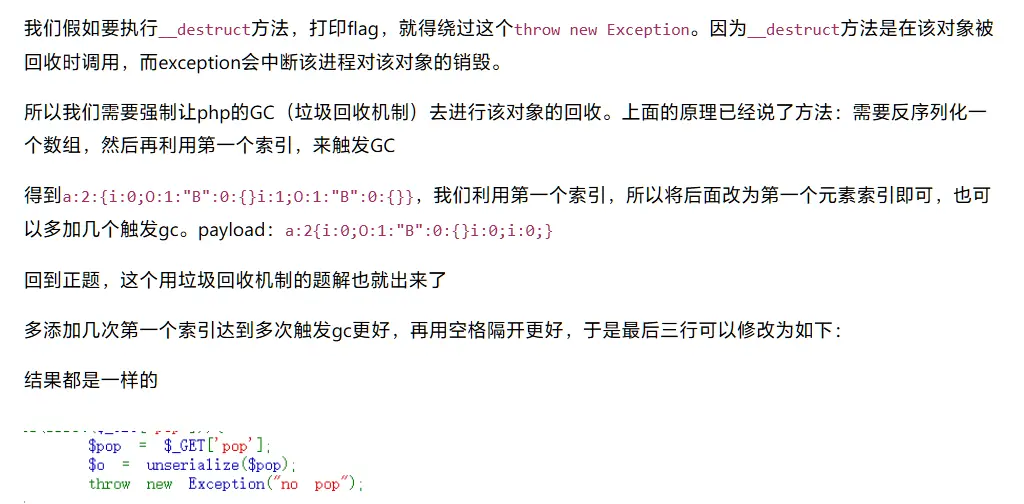 我们假如要执行__destruct方法，打印flag，就得绕过这个throw new Exception。因为__destruct方法是在该对象被
回收时调用，而exception会中断该进程对该对象的销毁。
所以我们需要强制让php的GC（垃圾回收机制）去进行该对象的回收。上面的原理已经说了方法：需要反序列化一
个数组，然后再利用第一个索引，来触发GC
得到a:2:{i:0;O:1:"B":0:{}i:1;O:1:"B":0:{}}，我们利用第一个索引，所以将后面改为第一个元素索引即可，也可
以多加几个触发gc。payload：a:2{i:0;O:1:"B":0:{}i:0;i:0;}
回到正题，这个用垃圾回收机制的题解也就出来了
多添加几次第一个索引达到多次触发gc更好，再用空格隔开更好，于是最后三行可以修改为如下：
结果都是一样的
$pop = $_GET['pop'];
$o = unserialize($pop);
throw new Exception("no pop");